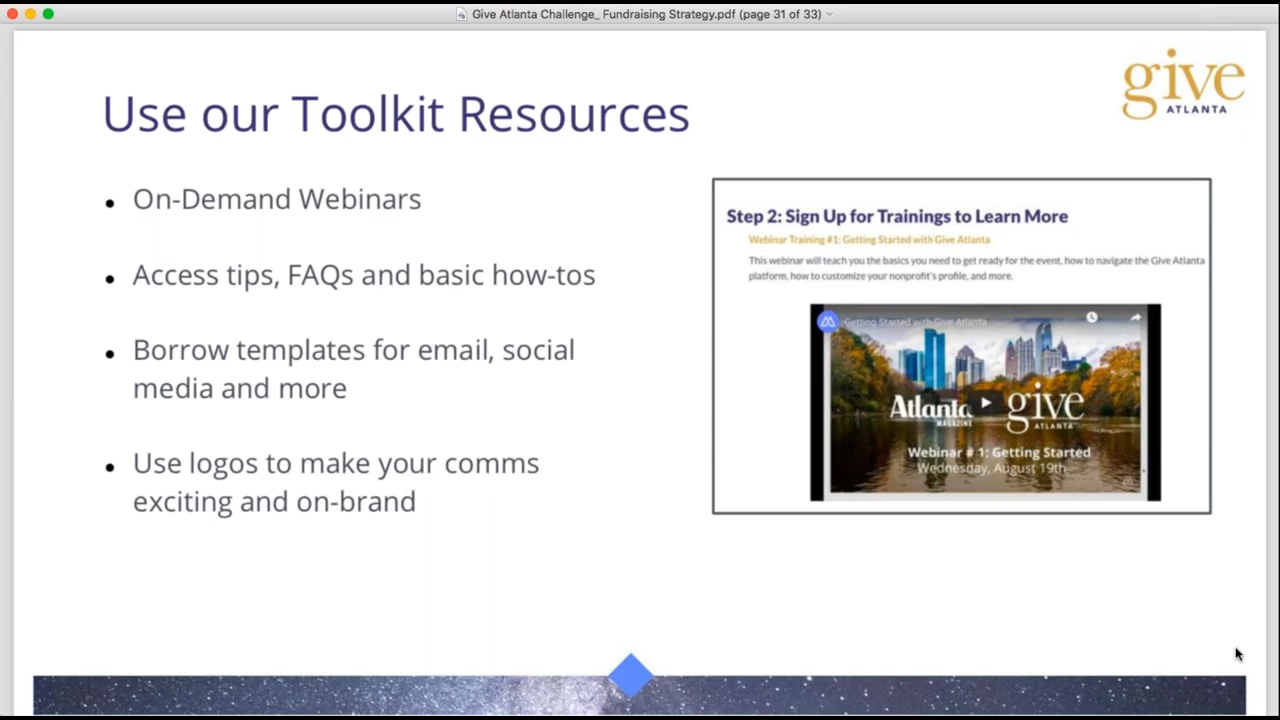 Give Atlanta Challenge_ Fundraising Strategy.pdf (page 31 of 33)
give
ATLANTA
Use our Toolkit Resources
• On-Demand Webinars
• Access tips, FAQs and basic how-tos
• Borrow templates for email, social
media and more
• Use logos to make your comms
exciting and on-brand
Step 2: Sign Up for Trainings to Learn More
Webinar Training #1: Getting Started with Give Atlanta
This webinar will teach you the basics you need to get ready for the event, how to navigate the Give Atlanta
platform, how to customize your nonprofit's profile, and more.
Getting Started with Give Atlanta
Atlanta
MAGAZINE
give
ATLANTA
Webinar # 1: Getting Started
Wednesday, August 19th